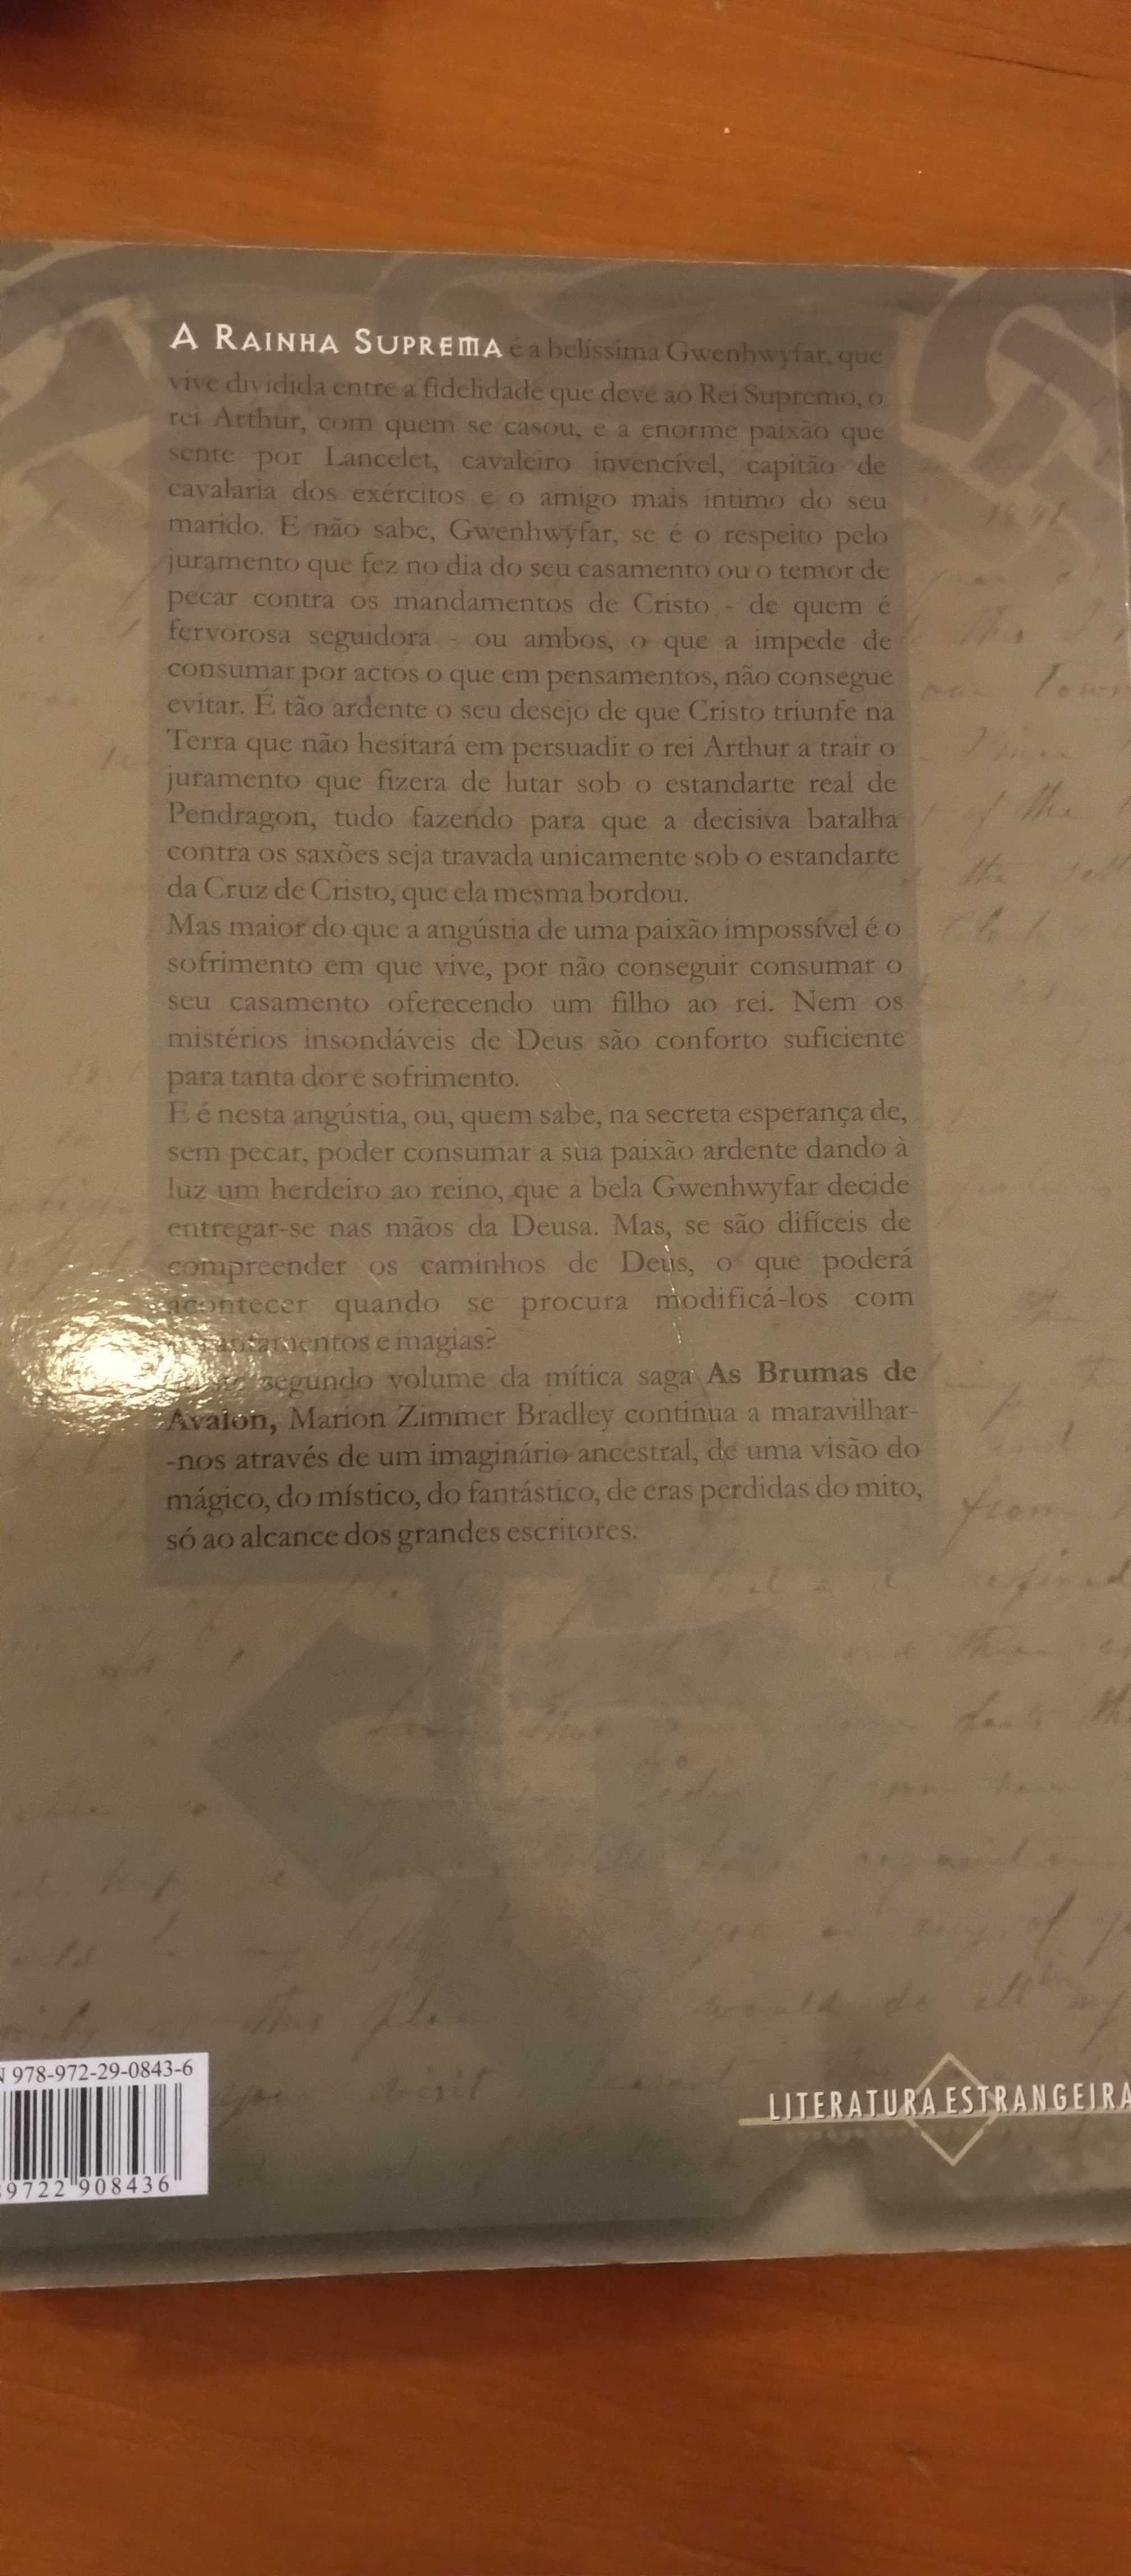 A RAINHA SUPREMA é a belíssima Gwenhwyfar, que
vive dividida entre a fidelidade que deve ao Rei Supremo, o
rei Arthur, com quem se casou, e a enorme paixão que
sente por Lancelet, cavaleiro invencível, capitão de
cavalaria dos exércitos e o amigo mais íntimo do seu
marido. E não sabe, Gwenhwyfar, se é o respeito pelo
juramento que fez no dia do seu casamento ou o temor de
pecar contra os mandamentos de Cristo - de quem é
fervorosa seguidora - ou ambos, o que a impede de
consumar por actos o que em pensamentos, não consegue
evitar. É tão ardente o seu desejo de que Cristo triunfe na
Terra que não hesitará em persuadir o rei Arthur a trair o
juramento que fizera de lutar sob o estandarte real de
Pendragon, tudo fazendo para que a decisiva batalha
contra os saxões seja travada unicamente sob o estandarte
da Cruz de Cristo, que ela mesma bordou.
Mas maior do que a angústia de uma paixão impossível é o
sofrimento em que vive, por não conseguir consumar o
seu casamento oferecendo um filho ao rei. Nem os
mistérios insondáveis de Deus são conforto suficiente
para tanta dor e sofrimento.
E é nesta angústia, ou, quem sabe, na secreta esperança de,
sem pecar, poder consumar a sua paixão ardente dando à
luz um herdeiro ao reino, que a bela Gwenhwyfar decide
entregar-se nas mãos da Deusa. Mas, se são difíceis de
compreender os caminhos de Deus, o que poderá
acontecer quando se procura modificá-los com
e magias?
segundo volume da mítica saga As Brumas de
Avalon, Marion Zimmer Bradley continua a maravilhar-
-nos através de um imaginário ancestral, de uma visão do
mágico, do místico, do fantástico, de eras perdidas do mito,
só ao alcance dos grandes escritores.
N 978-972-29-0843-6
9722 908436
LITERATURA ESTRANGEIRA